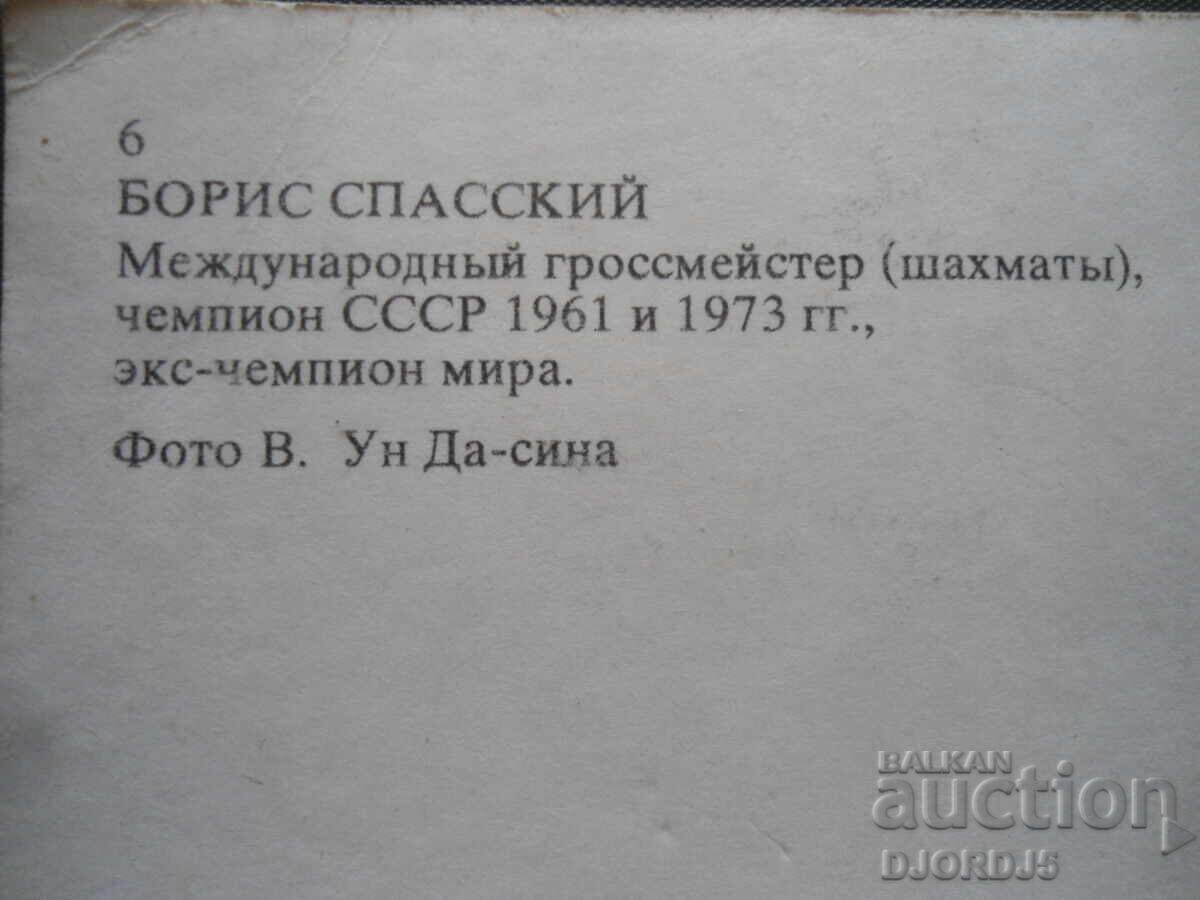 6
БОРИС СПАССКИЙ
Международный гроссмейстер (шахматы),
чемпион СССР 1961 и 1973 гг.,
экс-чемпион мира.
Фото В. Ун Да-сина
BALKAN
auction
DJORDJ5